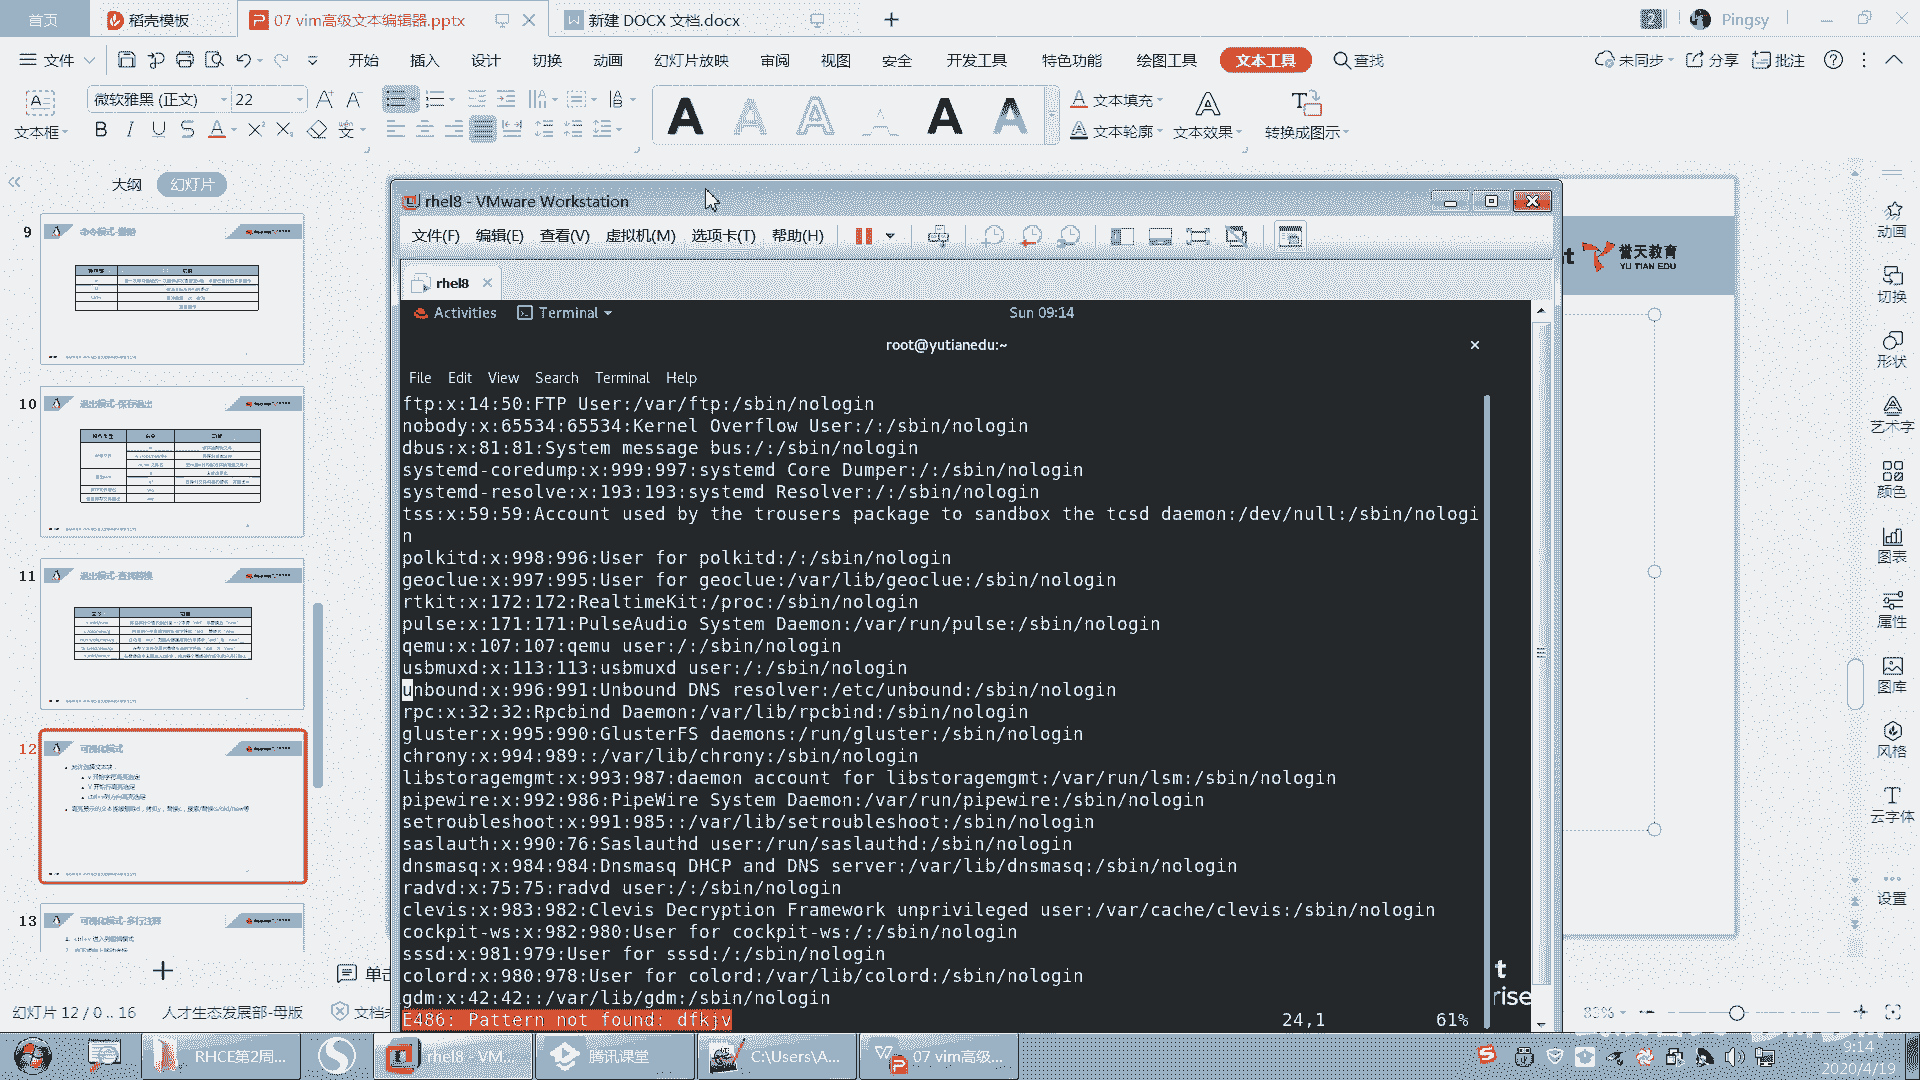 首页
稻壳模板
07 vim高级文本编辑器.pptx
新建 DOCX 文档.docx
Pingsy
文件
开始
插入
设计
切换
动画
幻灯片放映
审阅
视图
安全
开发工具
特色功能
绘图工具
文本工具
查找
未同步
分享
批注
文本框
微软雅黑 (正文)
22
文本填充
文本轮廓
文本效果
转换成图示
大纲
幻灯片
9
10
11
12
可视化模式
13
rhel8 - VMware Workstation
文件(F) 编辑(E) 查看(V) 虚拟机(M) 选项卡(T) 帮助(H)
rhel8
Activities
Terminal
Sun 09:14
root@yutianedu:~
File Edit View Search Terminal Help
ftp:x:14:50:FTP User:/var/ftp:/sbin/nologin
nobody:x:65534:65534:Kernel Overflow User:/:/sbin/nologin
dbus:x:81:81:System message bus:/:/sbin/nologin
systemd-coredump:x:999:997:systemd Core Dumper:/:/sbin/nologin
systemd-resolve:x:193:193:systemd Resolver:/:/sbin/nologin
tss:x:59:59:Account used by the trousers package to sandbox the tcsd daemon:/dev/null:/sbin/nologi
n
polkitd:x:998:996:User for polkitd:/:/sbin/nologin
geoclue:x:997:995:User for geoclue:/var/lib/geoclue:/sbin/nologin
rtkit:x:172:172:RealtimeKit:/proc:/sbin/nologin
pulse:x:171:171:PulseAudio System Daemon:/var/run/pulse:/sbin/nologin
qemu:x:107:107:qemu user:/:/sbin/nologin
usbmuxd:x:113:113:usbmuxd user:/:/sbin/nologin
unbound:x:996:991:Unbound DNS resolver:/etc/unbound:/sbin/nologin
rpc:x:32:32:Rpcbind Daemon:/var/lib/rpcbind:/sbin/nologin
gluster:x:995:990:GlusterFS daemons:/run/gluster:/sbin/nologin
chrony:x:994:989::/var/lib/chrony:/sbin/nologin
libstoragemgmt:x:993:987:daemon account for libstoragemgmt:/var/run/lsm:/sbin/nologin
pipewire:x:992:986:PipeWire System Daemon:/var/run/pipewire:/sbin/nologin
setroubleshoot:x:991:985::/var/lib/setroubleshoot:/sbin/nologin
saslauth:x:990:76:Saslauthd user:/run/saslauthd:/sbin/nologin
dnsmasq:x:984:984:Dnsmasq DHCP and DNS server:/var/lib/dnsmasq:/sbin/nologin
radvd:x:75:75:radvd user:/:/sbin/nologin
clevis:x:983:982:Clevis Decryption Framework unprivileged user:/var/cache/clevis:/sbin/nologin
cockpit-ws:x:982:980:User for cockpit-ws:/:/sbin/nologin
sssd:x:981:979:User for sssd:/:/sbin/nologin
colord:x:980:978:User for colord:/var/lib/colord:/sbin/nologin
gdm:x:42:42::/var/lib/gdm:/sbin/nologin
E486: Pattern not found: dfkjv
24,1
61%
t
rise
t
誉天教育
YU TIAN EDU
动画
切换
形状
艺术字
颜色
图表
属性
图库
风格
云字体
设置
幻灯片 12 / 0 .. 16
人才生态发展部-母版
RHCE第2周...
rhel8 - VM...
腾讯课堂
C:\Users\A...
07 vim高级...
9:14
2020/4/19